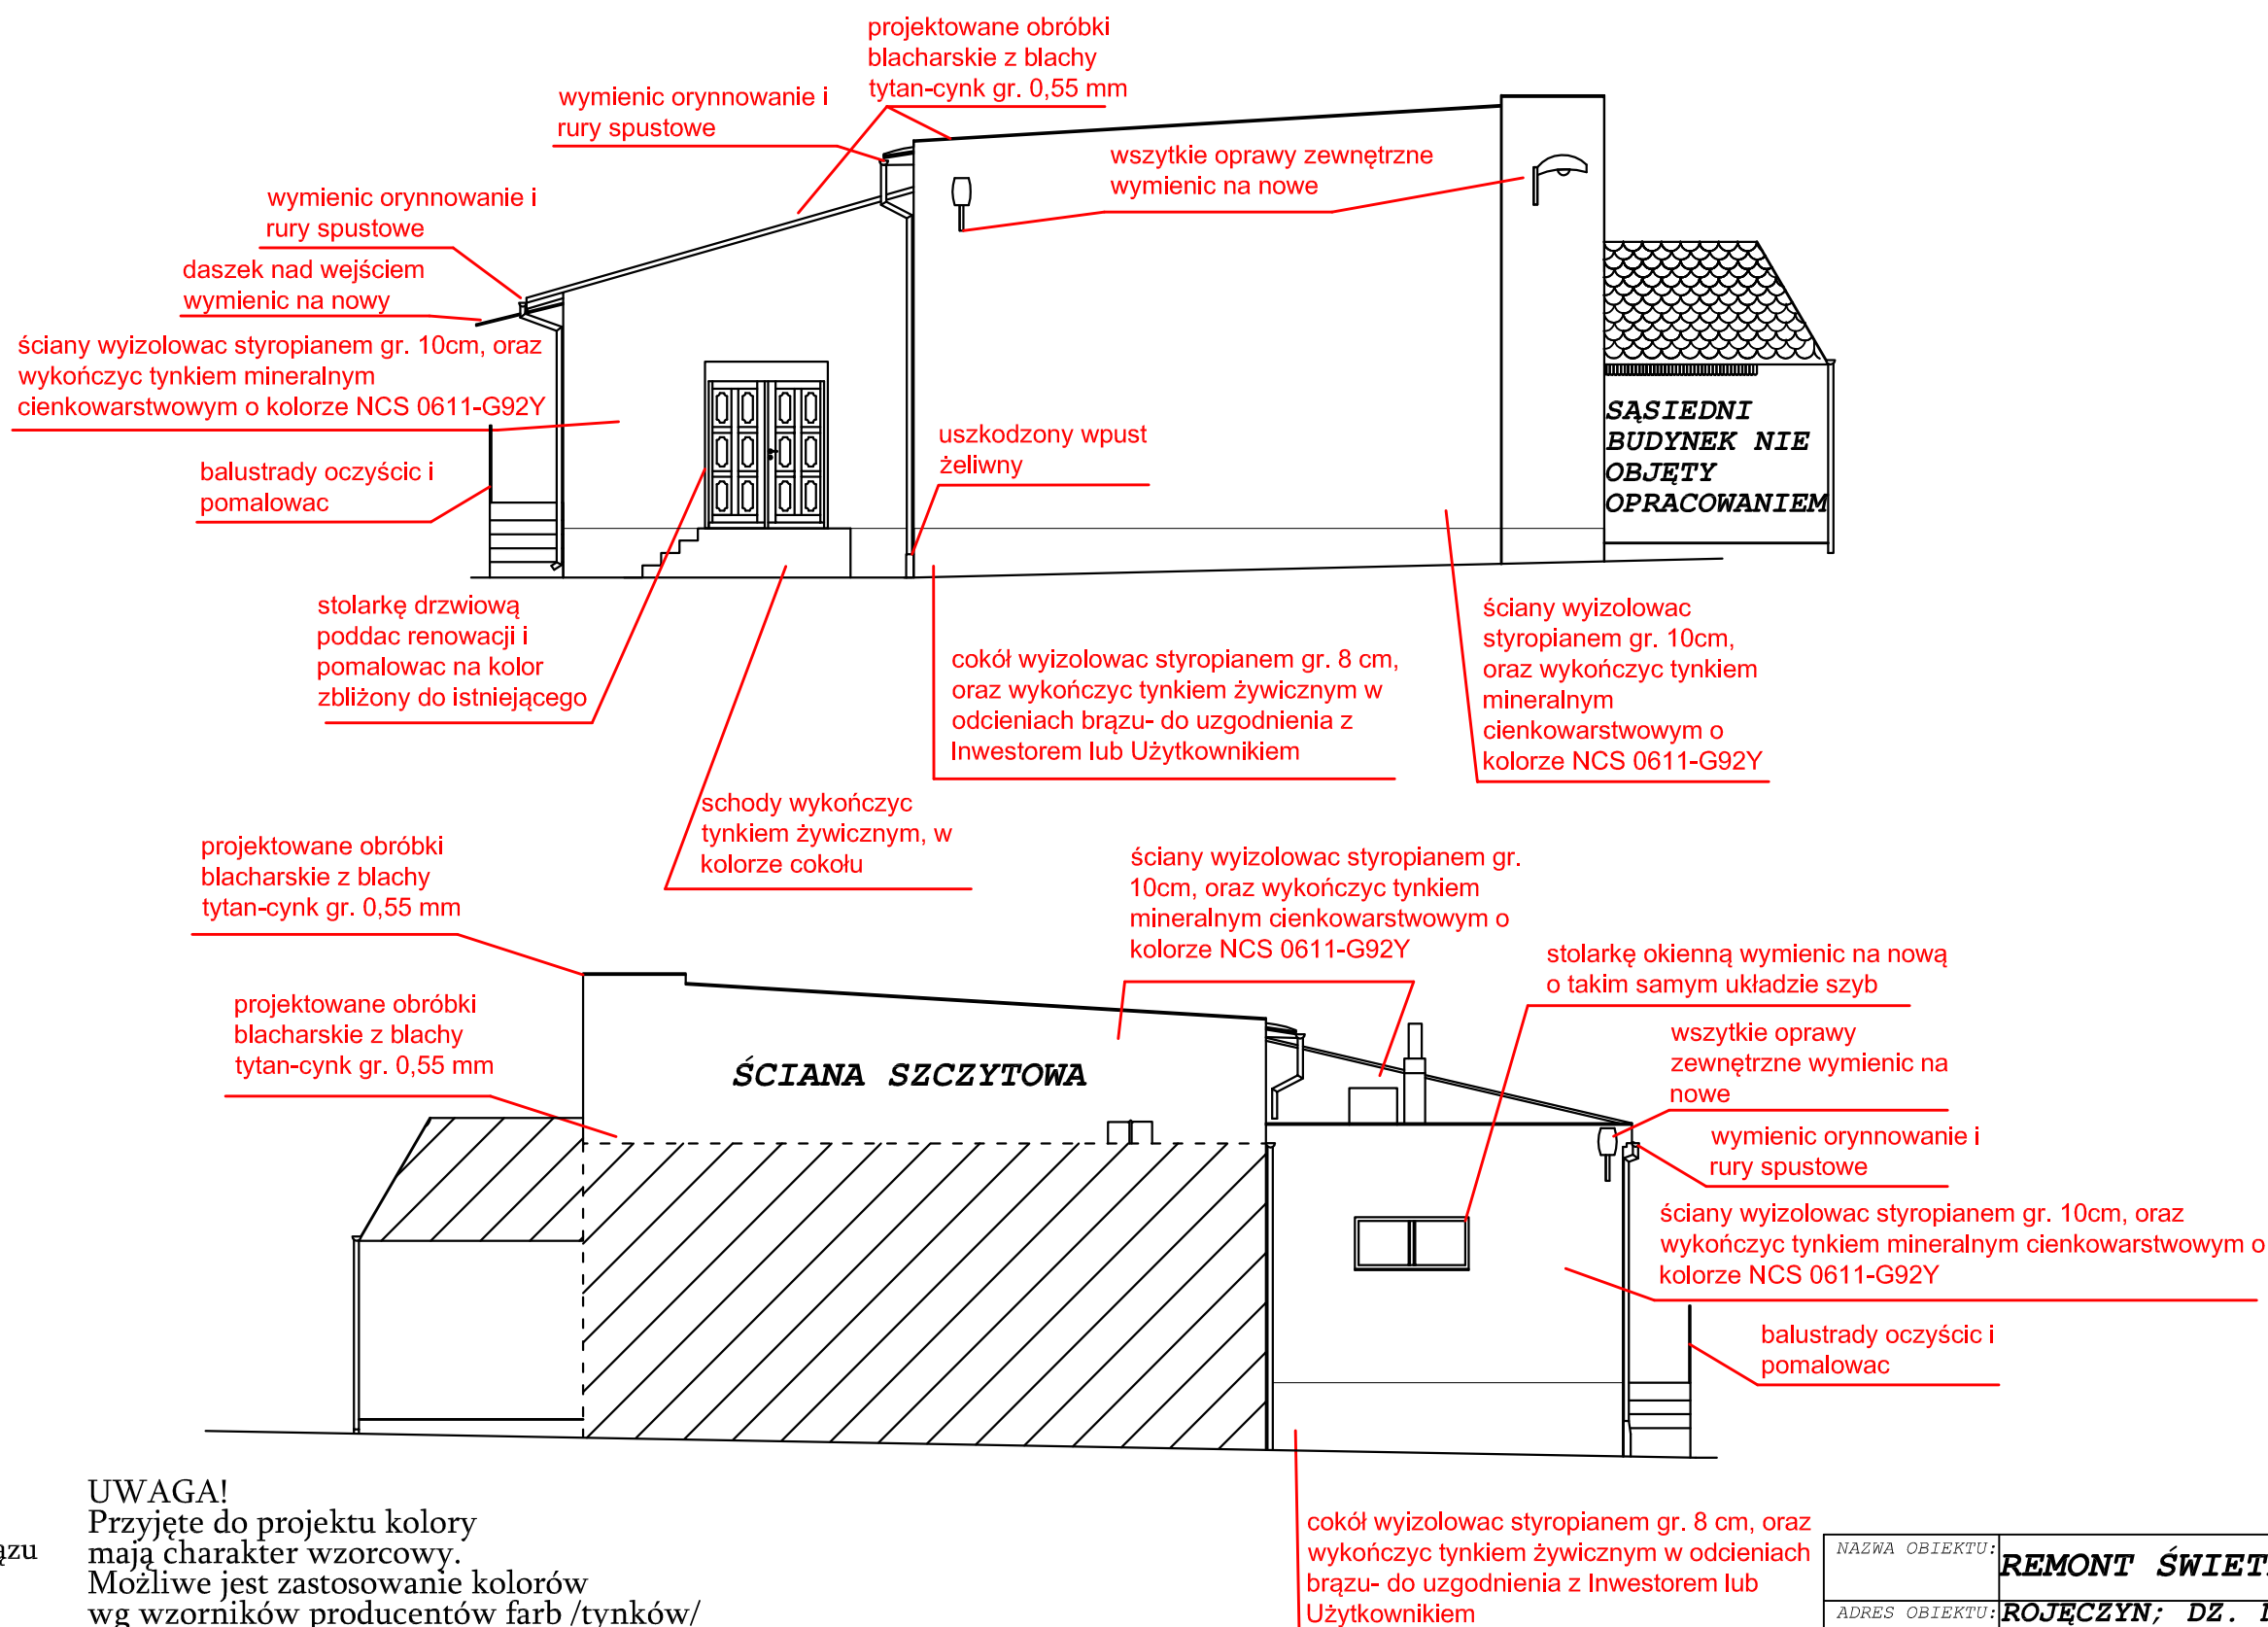 projektowane obróbki
blacharskie z blachy
tytan-cynk gr. 0,55 mm
wymienic orynnowanie i
rury spustowe
wszytkie oprawy zewnętrzne
wymienic na nowe
wymienic orynnowanie i
rury spustowe
daszek nad wejściem
wymienic na nowy
ściany wyizolowac styropianem gr. 10cm, oraz
wykończyc tynkiem mineralnym
cienkowarstwowym o kolorze NCS 0611-G92Y
SĄSIEDNI
BUDYNEK NIE
OBJĘTY
OPRACOWANIEM
uszkodzony wpust
żeliwny
balustrady oczyścic i
pomalowac
stolarkę drzwiową
poddac renowacji i
pomalowac na kolor
zbliżony do istniejącego
cokół wyizolowac styropianem gr. 8 cm,
oraz wykończyc tynkiem żywicznym w
odcieniach brązu- do uzgodnienia z
Inwestorem lub Użytkownikiem
ściany wyizolowac
styropianem gr. 10cm,
oraz wykończyc tynkiem
mineralnym
cienkowarstwowym o
kolorze NCS 0611-G92Y
schody wykończyc
tynkiem żywicznym, w
kolorze cokołu
projektowane obróbki
blacharskie z blachy
tytan-cynk gr. 0,55 mm
ściany wyizolowac styropianem gr.
10cm, oraz wykończyc tynkiem
mineralnym cienkowarstwowym o
kolorze NCS 0611-G92Y
stolarkę okienną wymienic na nową
o takim samym układzie szyb
projektowane obróbki
blacharskie z blachy
tytan-cynk gr. 0,55 mm
ŚCIANA SZCZYTOWA
wszytkie oprawy
zewnętrzne wymienic na
nowe
wymienic orynnowanie i
rury spustowe
ściany wyizolowac styropianem gr. 10cm, oraz
wykończyc tynkiem mineralnym cienkowarstwowym o
kolorze NCS 0611-G92Y
balustrady oczyścic i
pomalowac
UWAGA!
Przyjęte do projektu kolory
mają charakter wzorcowy.
Możliwe jest zastosowanie kolorów
wg wzorników producentów farb /tynków/
cokół wyizolowac styropianem gr. 8 cm, oraz
wykończyc tynkiem żywicznym w odcieniach
brązu- do uzgodnienia z Inwestorem lub
Użytkownikiem
NAZWA OBIEKTU: REMONT
ADRES OBIEKTU: ROJĘCZYN; DZ.